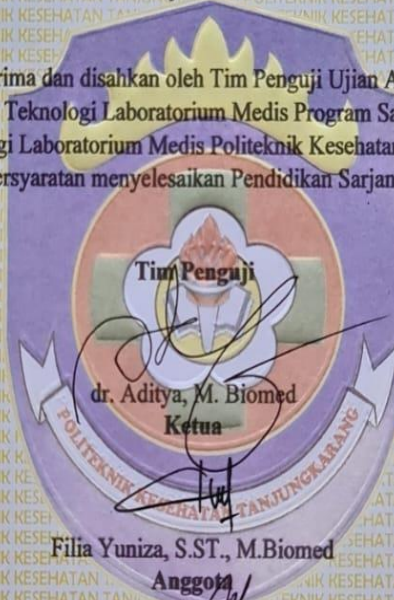 rima dan disahkan oleh Tim Penguji Ujian A
Teknologi Laboratorium Medis Program Sa
gi Laboratorium Medis Politeknik Kesehata
ersyaratan menyelesaikan Pendidikan Sarjan
Tim Penguji
dr. Aditya, M. Biomed
Ketua
POLITEKNIK KESEHATAN TANJUNGKARANG
Filia Yuniza, S.ST., M.Biomed
Anggota